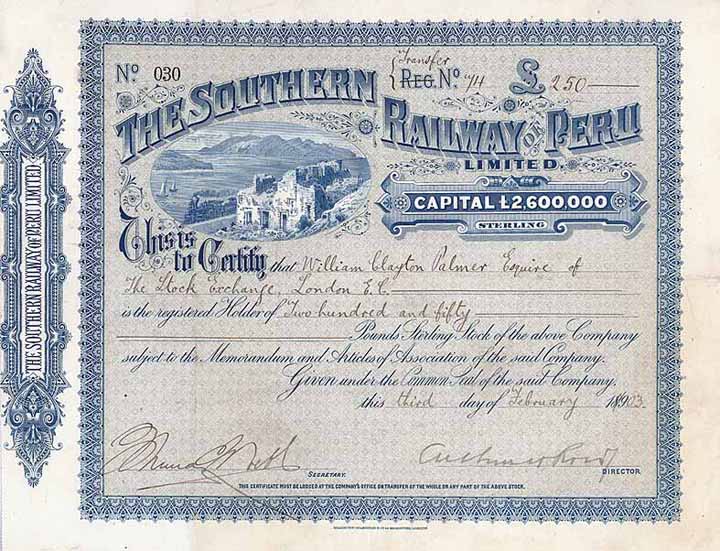 Transfer
No. 030 REG. No. 74 £ 250
THE SOUTHERN
RAILWAY OF PERU
LIMITED.
CAPITAL £2,600,000
STERLING
This is
to Certify that William Clayton Palmer Esquire of
The Stock Exchange, London E.C.
is the registered Holder of Two hundred and fifty
Pounds Sterling Stock of the above Company
subject to the Memorandum and Articles of Association of the said Company.
Given under the Common Seal of the said Company,
this third day of February 1903.
SECRETARY. DIRECTOR.
THIS CERTIFICATE MUST BE LODGED AT THE COMPANY'S OFFICE ON TRANSFER OF THE WHOLE OR ANY PART OF THE ABOVE STOCK.
THE SOUTHERN RAILWAY OF PERU LIMITED.